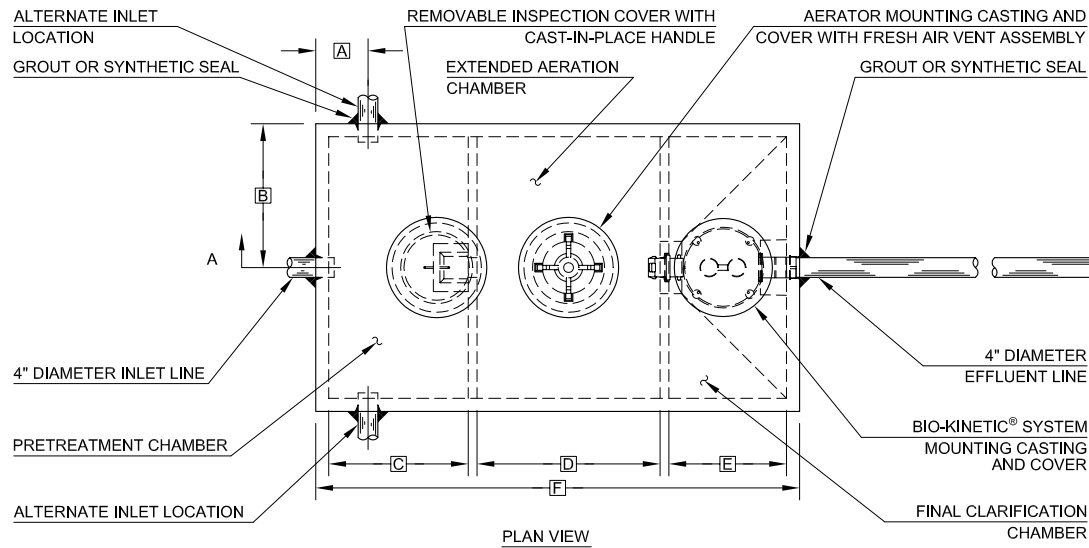 ALTERNATE INLET
LOCATION
GROUT OR SYNTHETIC SEAL
REMOVABLE INSPECTION COVER WITH
CAST-IN-PLACE HANDLE
EXTENDED AERATION
CHAMBER
AERATOR MOUNTING CASTING AND
COVER WITH FRESH AIR VENT ASSEMBLY
GROUT OR SYNTHETIC SEAL
A
B
A
4" DIAMETER INLET LINE
4" DIAMETER
EFFLUENT LINE
PRETREATMENT CHAMBER
BIO-KINETIC® SYSTEM
MOUNTING CASTING
AND COVER
C
D
E
F
ALTERNATE INLET LOCATION
FINAL CLARIFICATION
CHAMBER
PLAN VIEW